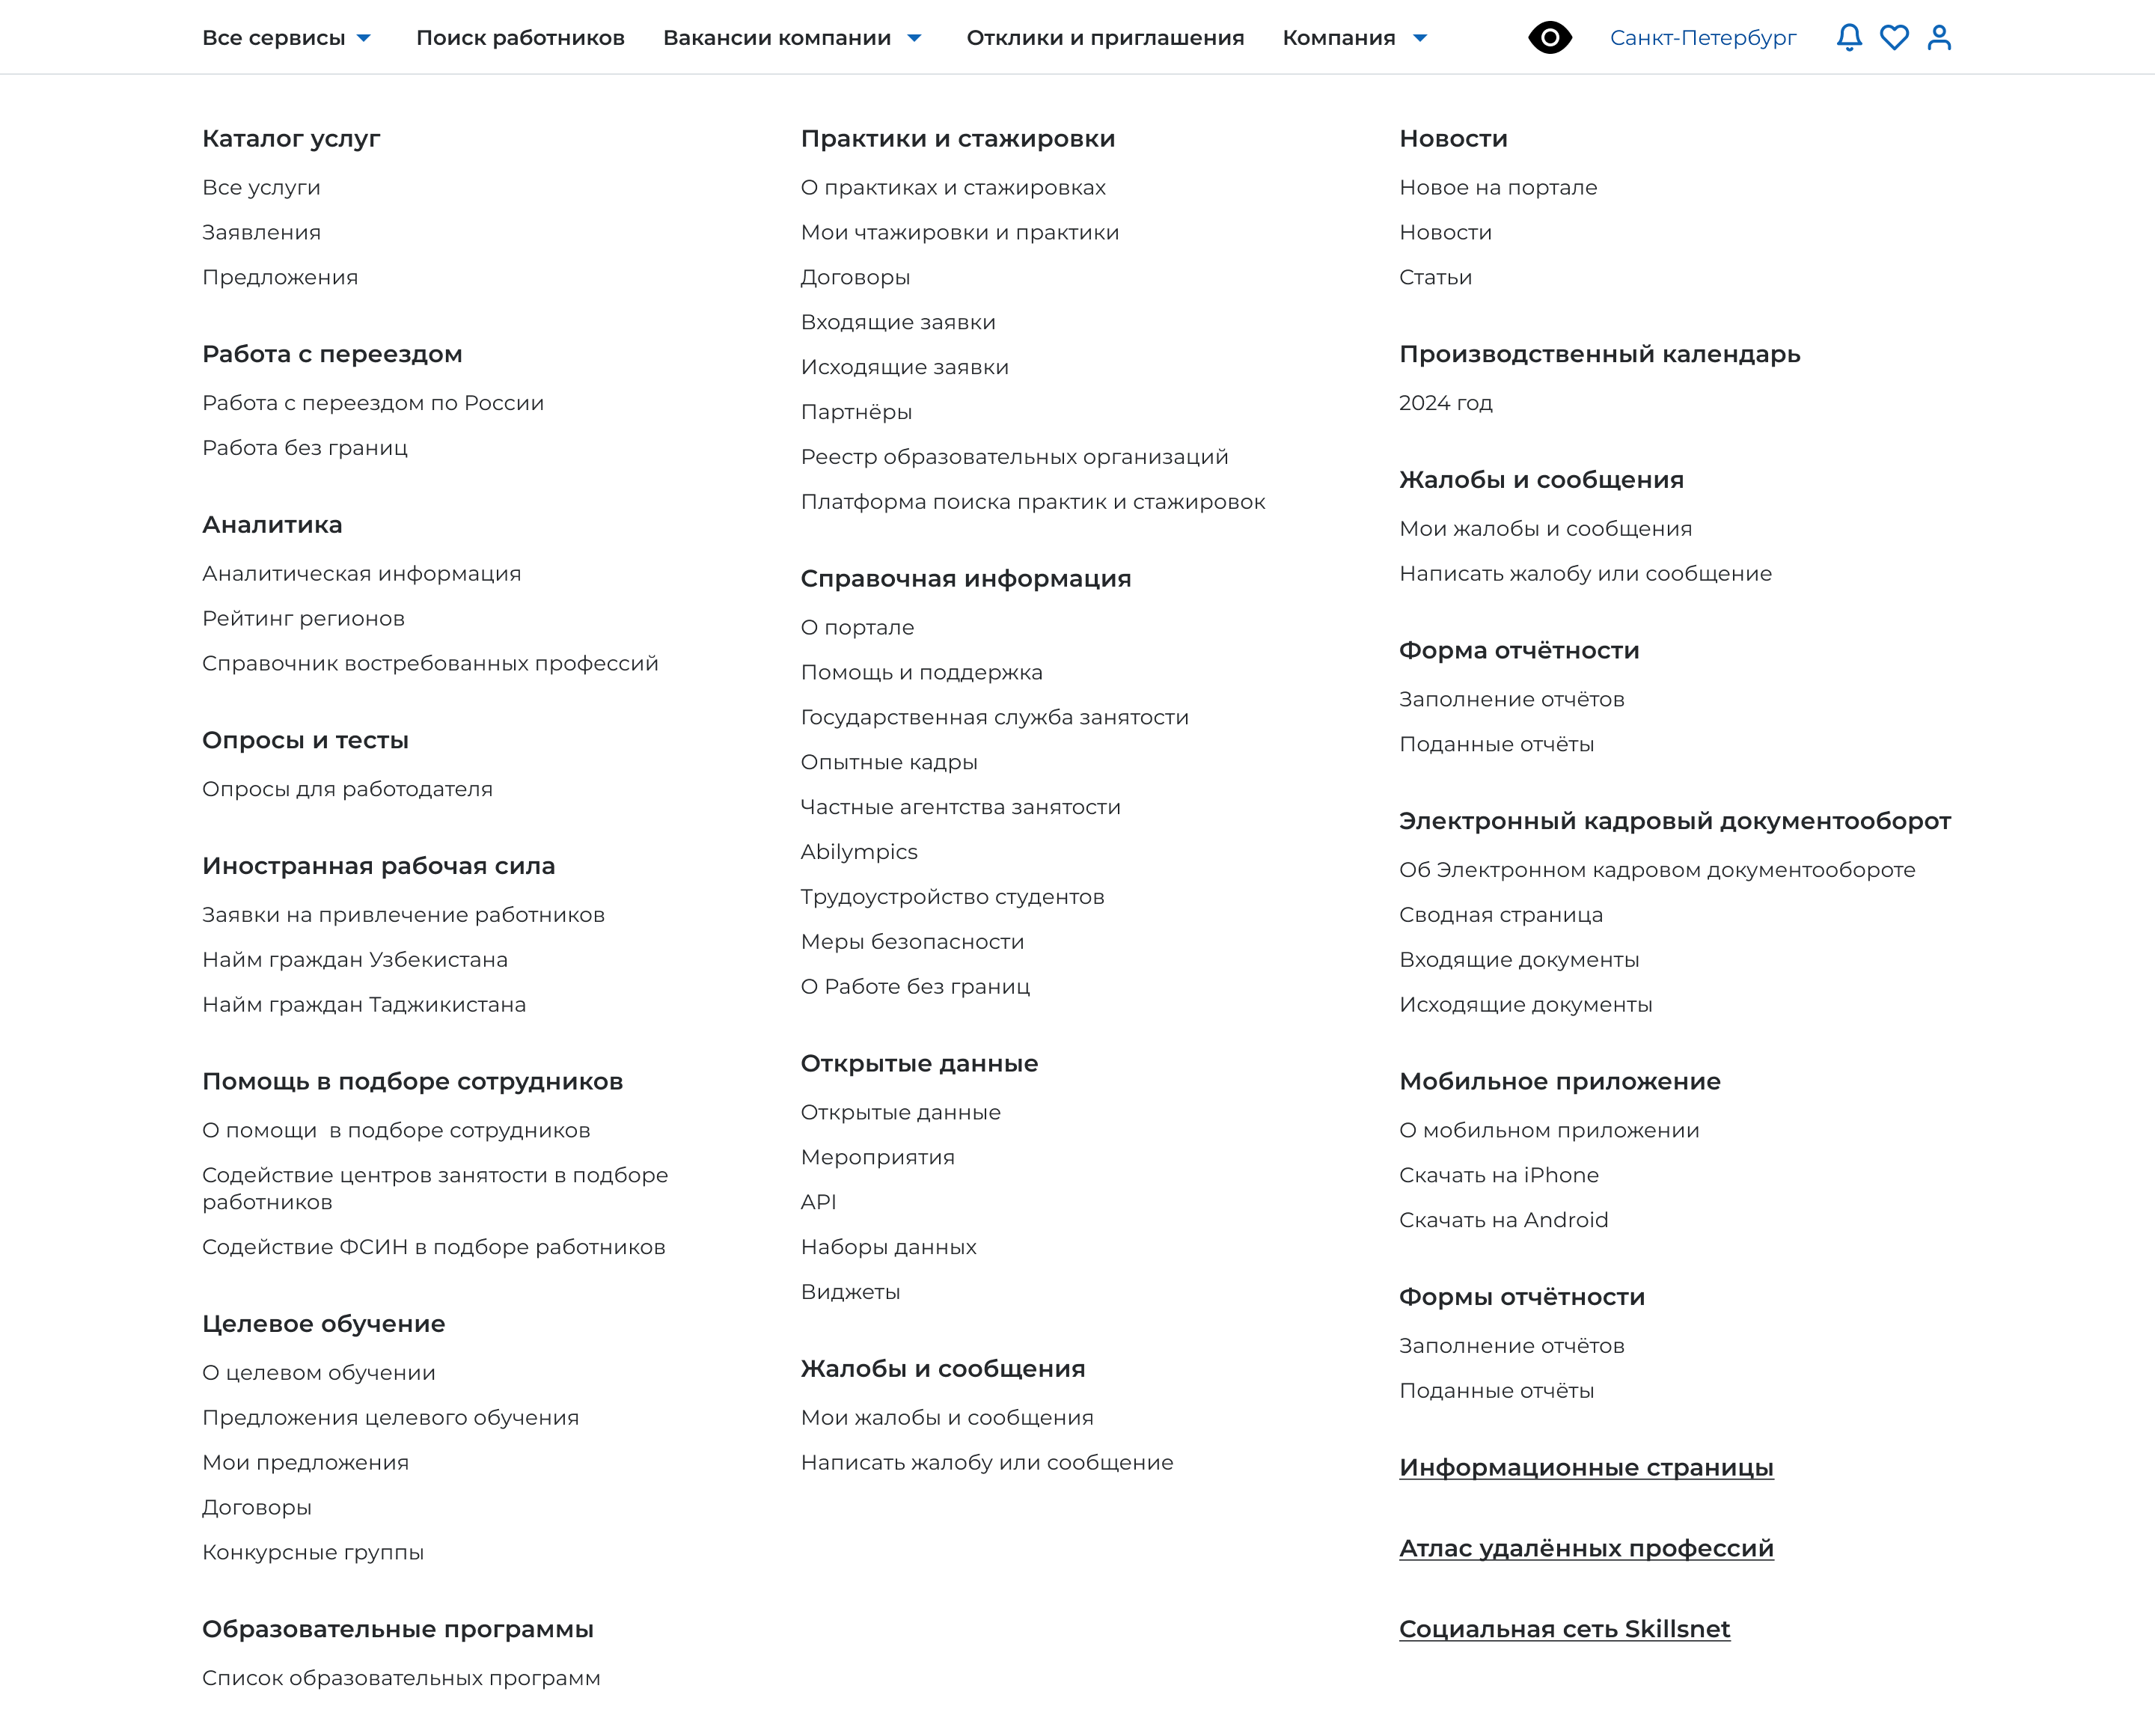 Все сервисы Поиск работников Вакансии компании Отклики и приглашения Компания Санкт-Петербург
Каталог услуг
Все услуги
Заявления
Предложения
Работа с переездом
Работа с переездом по России
Работа без границ
Аналитика
Аналитическая информация
Рейтинг регионов
Справочник востребованных профессий
Опросы и тесты
Опросы для работодателя
Иностранная рабочая сила
Заявки на привлечение работников
Найм граждан Узбекистана
Найм граждан Таджикистана
Помощь в подборе сотрудников
О помощи в подборе сотрудников
Содействие центров занятости в подборе
работников
Содействие ФСИН в подборе работников
Целевое обучение
О целевом обучении
Предложения целевого обучения
Мои предложения
Договоры
Конкурсные группы
Образовательные программы
Список образовательных программ
Практики и стажировки
О практиках и стажировках
Мои чтажировки и практики
Договоры
Входящие заявки
Исходящие заявки
Партнёры
Реестр образовательных организаций
Платформа поиска практик и стажировок
Справочная информация
О портале
Помощь и поддержка
Государственная служба занятости
Опытные кадры
Частные агентства занятости
Abilympics
Трудоустройство студентов
Меры безопасности
О Работе без границ
Открытые данные
Открытые данные
Мероприятия
API
Наборы данных
Виджеты
Жалобы и сообщения
Мои жалобы и сообщения
Написать жалобу или сообщение
Новости
Новое на портале
Новости
Статьи
Производственный календарь
2024 год
Жалобы и сообщения
Мои жалобы и сообщения
Написать жалобу или сообщение
Форма отчётности
Заполнение отчётов
Поданные отчёты
Электронный кадровый документооборот
Об Электронном кадровом документообороте
Сводная страница
Входящие документы
Исходящие документы
Мобильное приложение
О мобильном приложении
Скачать на iPhone
Скачать на Android
Формы отчётности
Заполнение отчётов
Поданные отчёты
Информационные страницы
Атлас удалённых профессий
Социальная сеть Skillsnet